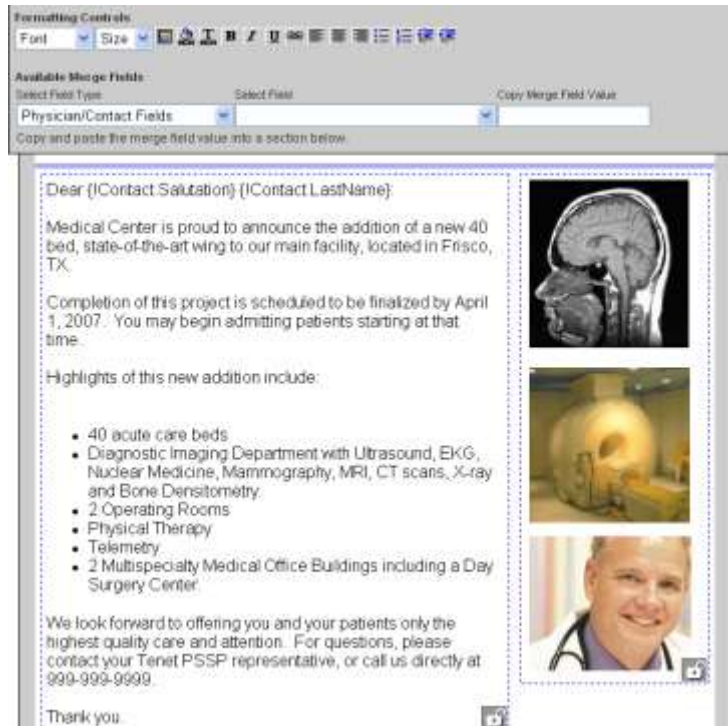 Formatting Controls
Font Size B I U
Available Merge Fields
Select Field Type Select Field Copy Merge Field Value
Physician/Contact Fields
Copy and paste the merge field value into a section below.
Dear {!Contact.Salutation} {!Contact.LastName}:
Medical Center is proud to announce the addition of a new 40
bed, state-of-the-art wing to our main facility, located in Frisco,
TX.
Completion of this project is scheduled to be finalized by April
1, 2007. You may begin admitting patients starting at that
time.
Highlights of this new addition include:
• 40 acute care beds
• Diagnostic Imaging Department with Ultrasound, EKG,
Nuclear Medicine, Mammography, MRI, CT scans, X-ray
and Bone Densitometry.
• 2 Operating Rooms
• Physical Therapy
• Telemetry
• 2 Multispecialty Medical Office Buildings including a Day
Surgery Center.
We look forward to offering you and your patients only the
highest quality care and attention. For questions, please
contact your Tenet PSSP representative, or call us directly at
999-999-9999.
Thank you.